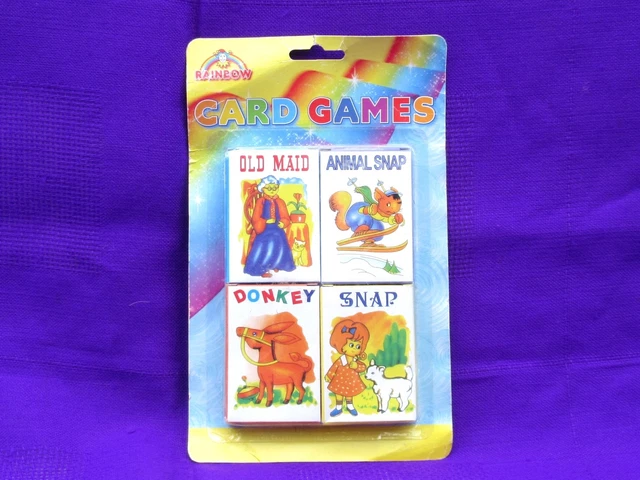 RAINBOW
CARD GAMES
OLD MAID
ANIMAL SNAP
DONKEY
SNAP